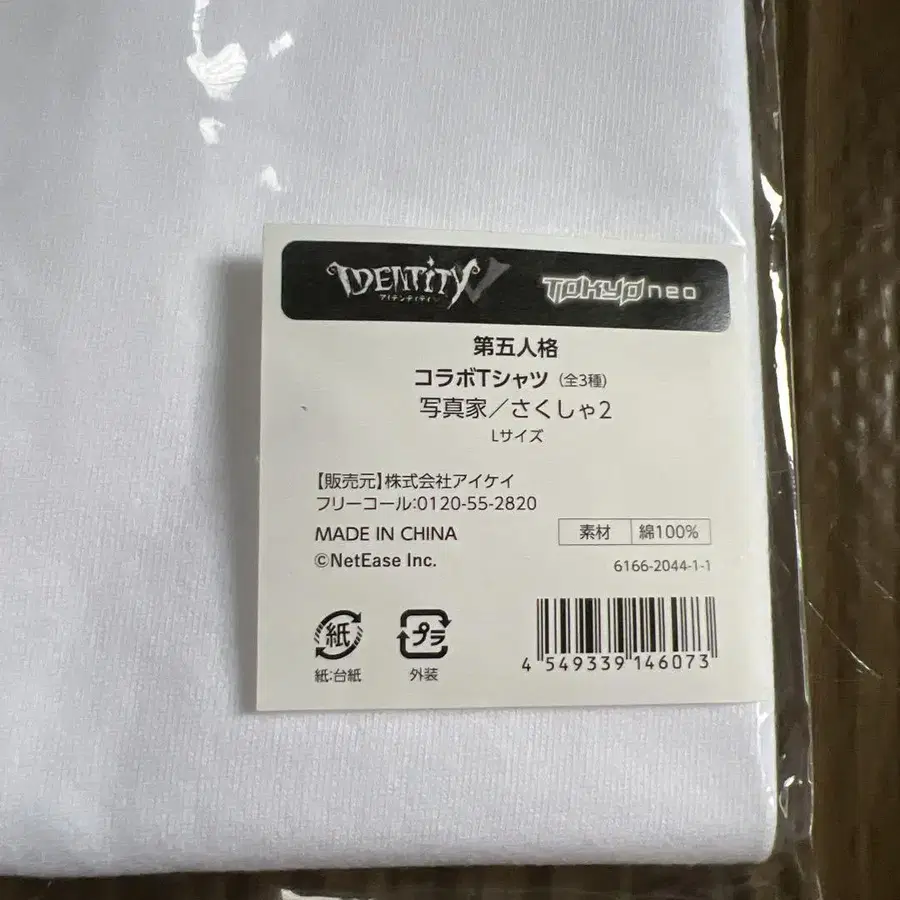 IDENTITY V
アイデンティティ
TOKYO neo
第五人格
コラボTシャツ（全3種）
写真家／さくしゃ2
Lサイズ
【販売元】株式会社アイケイ
フリーコール:0120-55-2820
MADE IN CHINA
素材 綿100%
©NetEase Inc.
6166-2044-1-1
紙
プラ
紙:台紙
外装
4 549339 146073